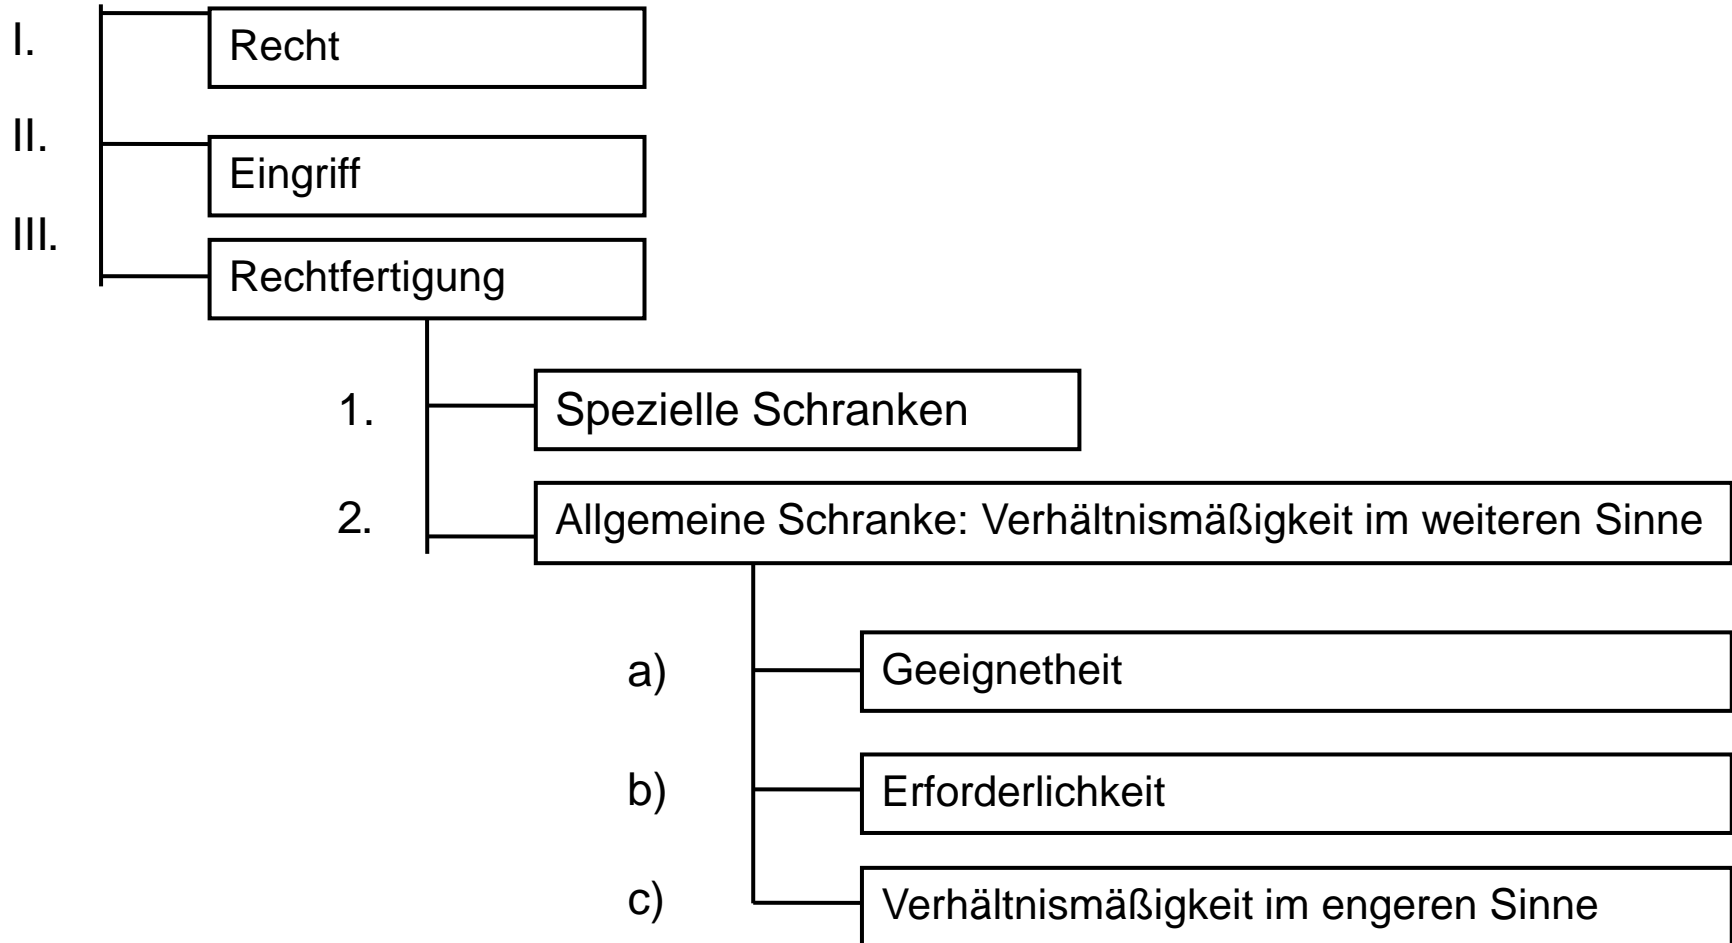 I. Recht
II. Eingriff
III. Rechtfertigung
1. Spezielle Schranken
2. Allgemeine Schranke: Verhältnismäßigkeit im weiteren Sinne
a) Geeignetheit
b) Erforderlichkeit
c) Verhältnismäßigkeit im engeren Sinne